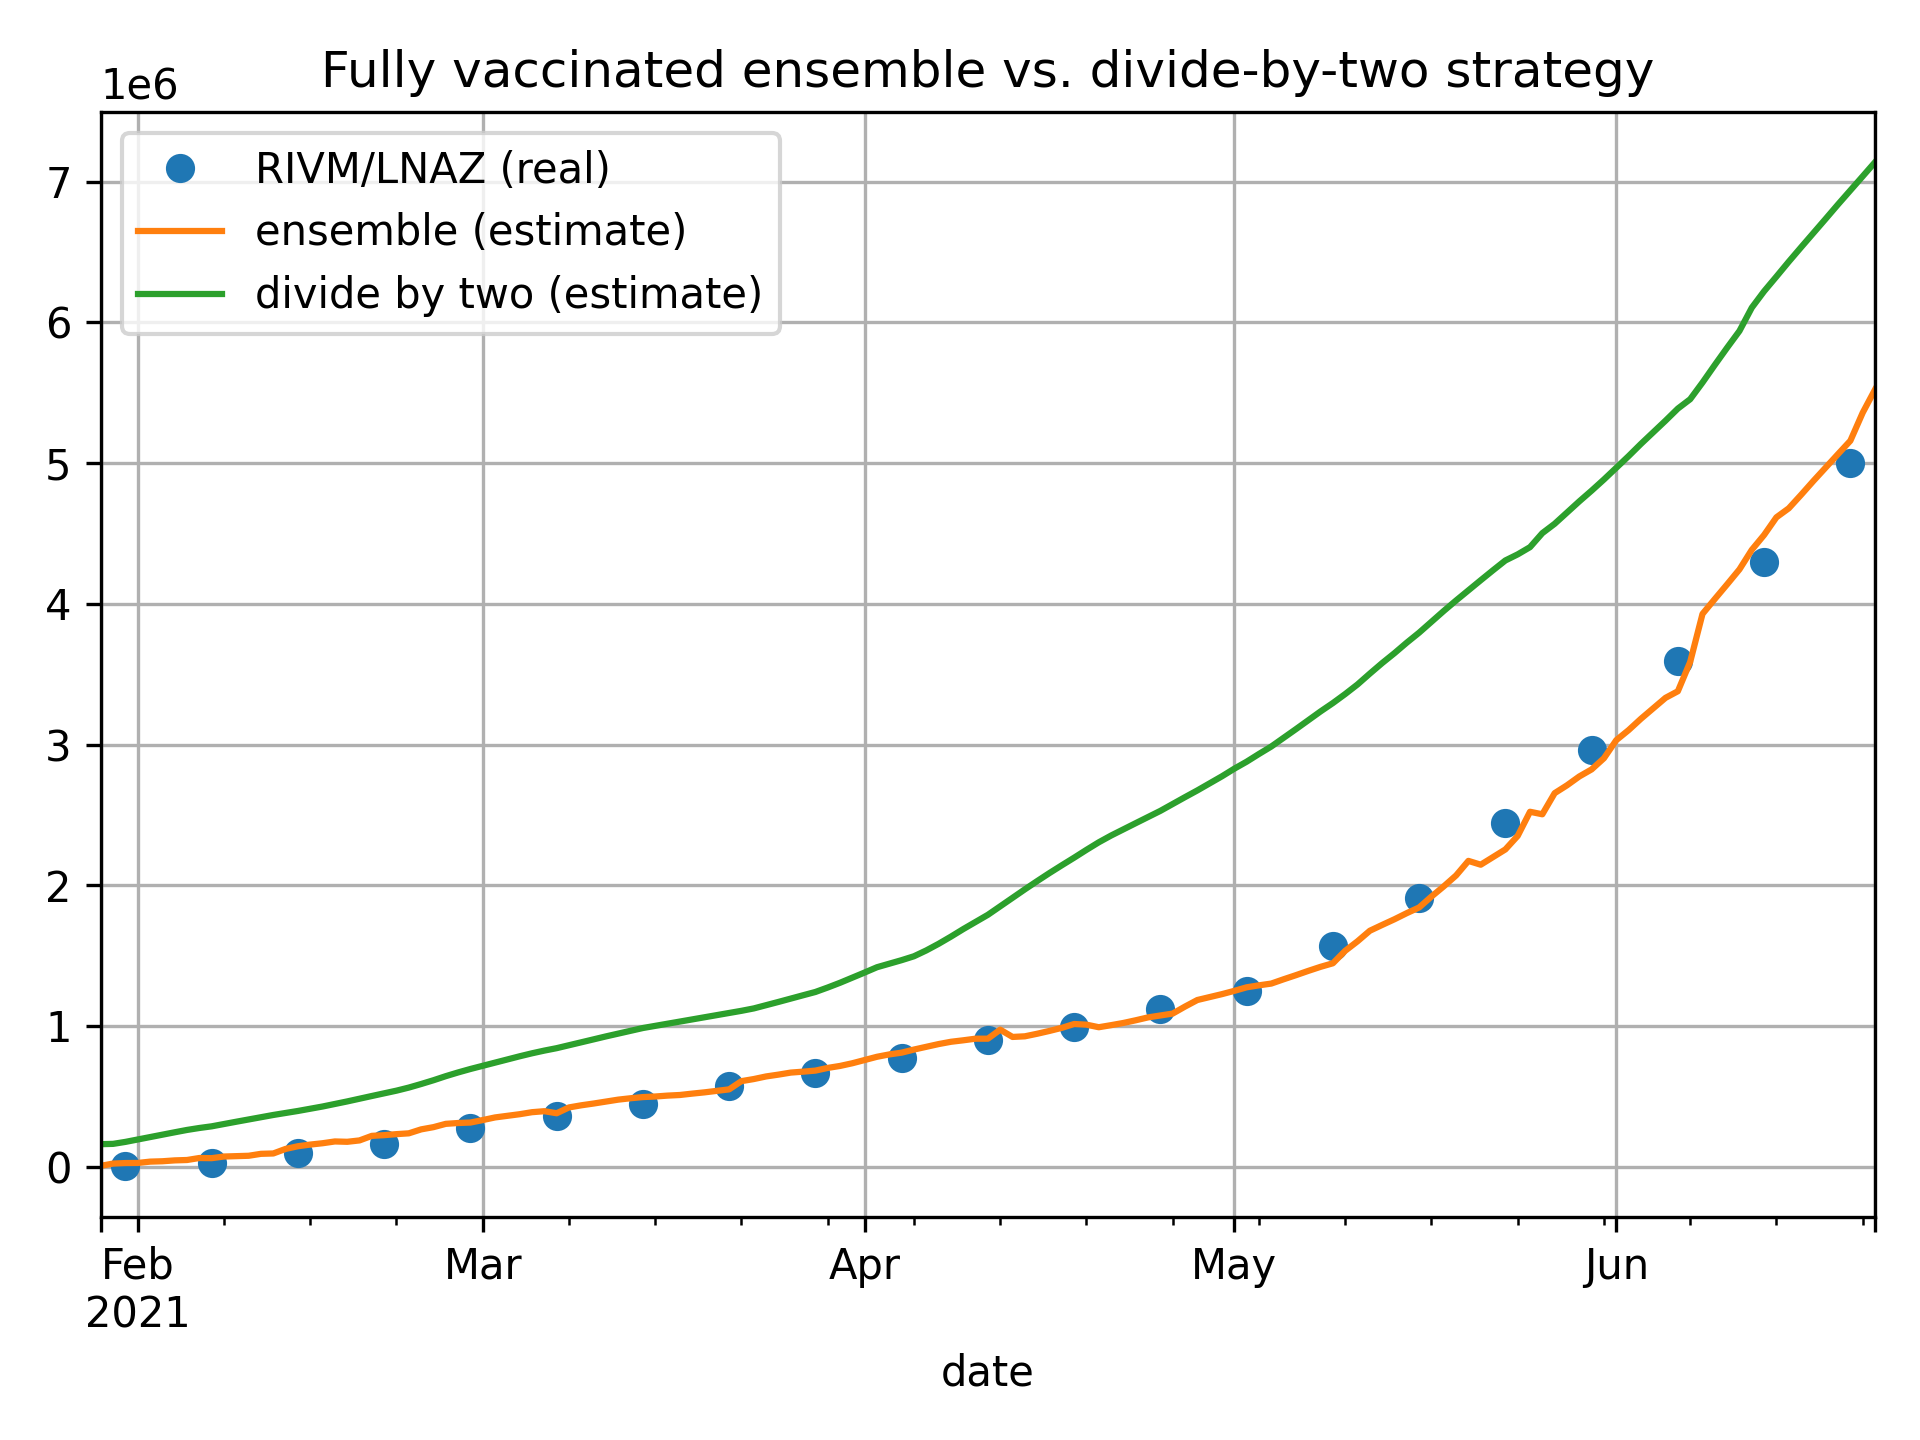 Fully vaccinated ensemble vs. divide-by-two strategy
1e6
RIVM/LNAZ (real)
ensemble (estimate)
divide by two (estimate)
7
6
5
4
3
2
1
0
Feb Mar Apr May Jun
2021
date